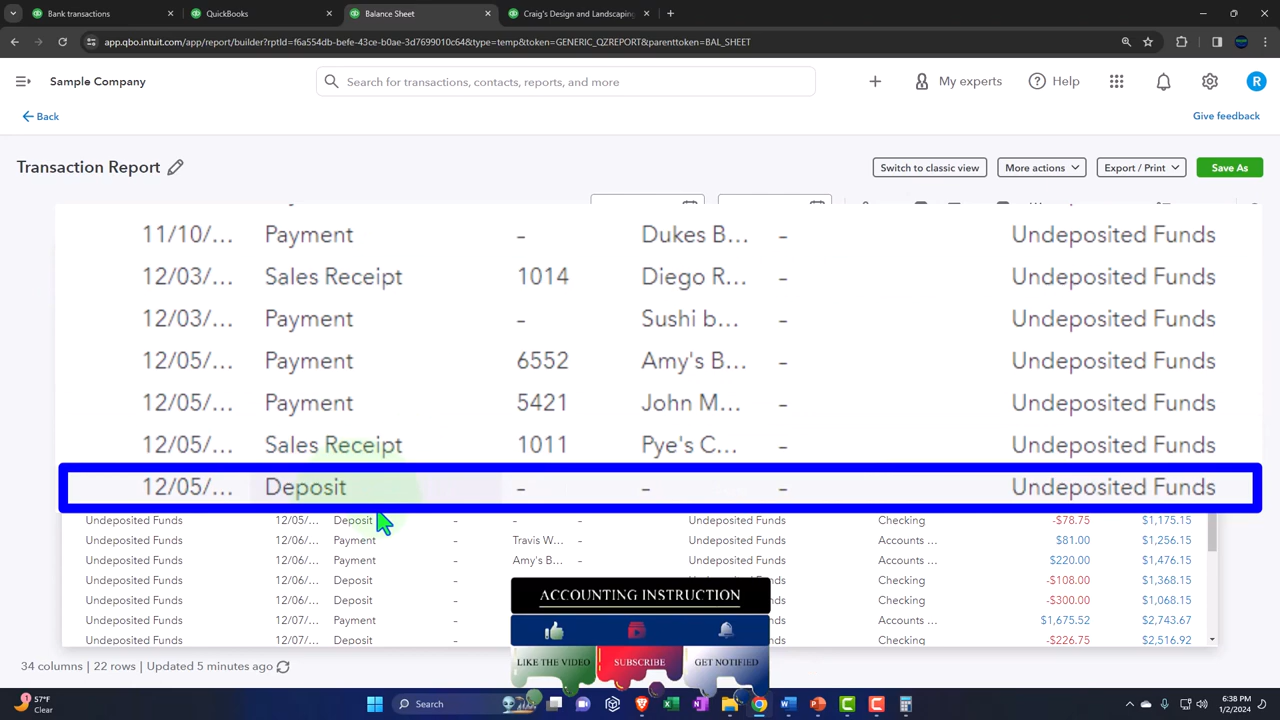 Bank transactions QuickBooks Balance Sheet Craig's Design and Landscaping
app.qbo.intuit.com/app/report/builder?rptId=f6a554db-befe-43ce-b0ae-3d7699010c64&type=temp&token=GENERIC_QZREPORT&parenttoken=BAL_SHEET
Sample Company Search for transactions, contacts, reports, and more My experts Help R
Back Give feedback
Transaction Report Switch to classic view More actions Export / Print Save As
11/10/... Payment - Dukes B... - Undeposited Funds
12/03/... Sales Receipt 1014 Diego R... - Undeposited Funds
12/03/... Payment - Sushi b... - Undeposited Funds
12/05/... Payment 6552 Amy's B... - Undeposited Funds
12/05/... Payment 5421 John M... - Undeposited Funds
12/05/... Sales Receipt 1011 Pye's C... - Undeposited Funds
12/05/... Deposit - - - Undeposited Funds
Undeposited Funds 12/05/... Deposit - - - Undeposited Funds Checking -$78.75 $1,175.15
Undeposited Funds 12/06/... Payment - Travis W... - Undeposited Funds Accounts ... $81.00 $1,256.15
Undeposited Funds 12/06/... Payment - Amy's B... - Undeposited Funds Accounts ... $220.00 $1,476.15
Undeposited Funds 12/06/... Deposit - Checking -$108.00 $1,368.15
Undeposited Funds 12/06/... Deposit - Checking -$300.00 $1,068.15
Undeposited Funds 12/07/... Payment - Accounts ... $1,675.52 $2,743.67
Undeposited Funds 12/07/... Deposit - Checking -$226.75 $2,516.92
ACCOUNTING INSTRUCTION
LIKE THE VIDEO SUBSCRIBE GET NOTIFIED
34 columns | 22 rows | Updated 5 minutes ago
1 57°F
Clear
Search
6:38 PM
1/2/2024